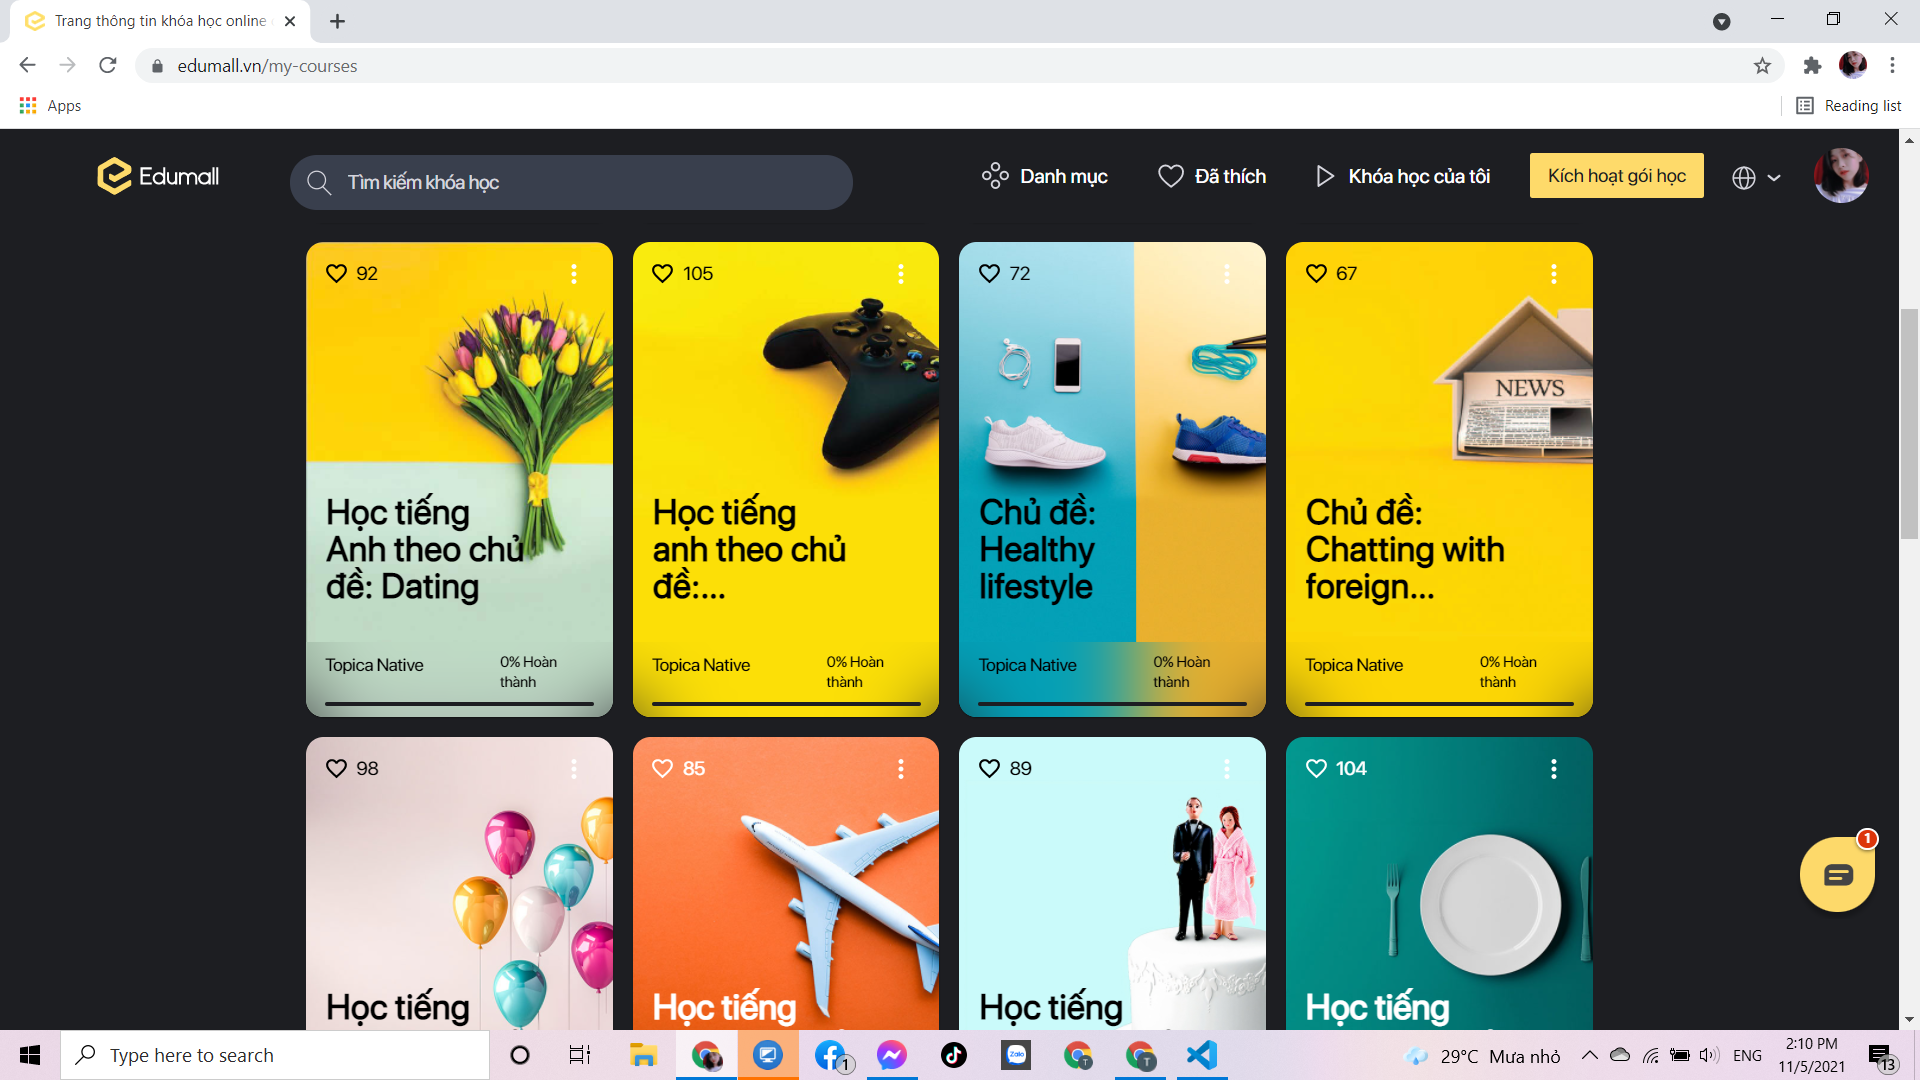 Trang thông tin khóa học online
edumall.vn/my-courses
Apps
Reading list
Edumall
Tìm kiếm khóa học
Danh mục
Đã thích
Khóa học của tôi
Kích hoạt gói học
92
105
72
67
NEWS
Học tiếng
Anh theo chủ
đề: Dating
Học tiếng
anh theo chủ
đề:...
Chủ đề:
Healthy
lifestyle
Chủ đề:
Chatting with
foreign...
Topica Native
0% Hoàn
thành
Topica Native
0% Hoàn
thành
Topica Native
0% Hoàn
thành
Topica Native
0% Hoàn
thành
98
85
89
104
1
Học tiếng
Học tiếng
Học tiếng
Học tiếng
Type here to search
1
Zalo
T
T
29°C Mưa nhỏ
ENG
2:10 PM
11/5/2021
13